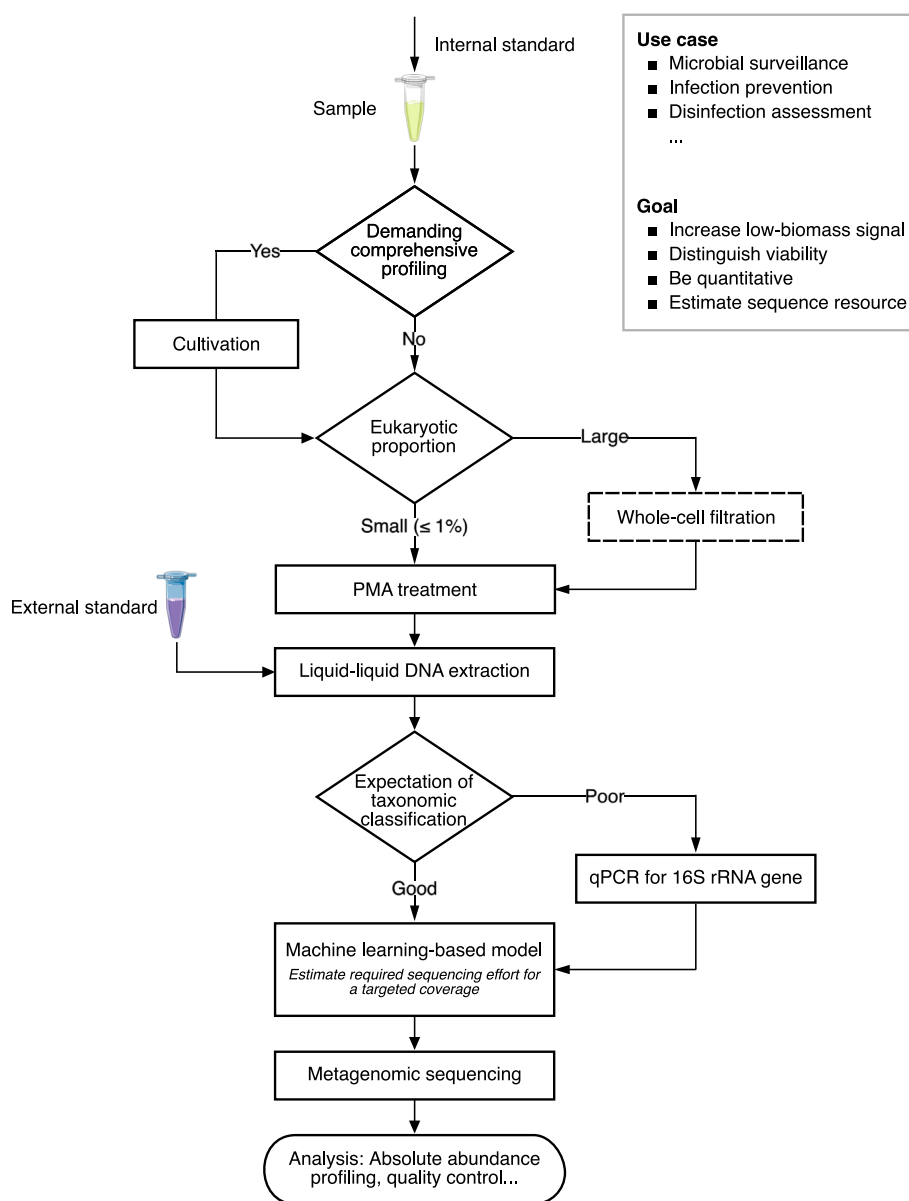 Internal standard
Sample
Use case
■ Microbial surveillance
■ Infection prevention
■ Disinfection assessment
...
Goal
■ Increase low-biomass signal
■ Distinguish viability
■ Be quantitative
■ Estimate sequence resource
Demanding
comprehensive
profiling
Yes
No
Cultivation
Eukaryotic
proportion
Large
Small (≤ 1%)
Whole-cell filtration
PMA treatment
External standard
Liquid-liquid DNA extraction
Expectation of
taxonomic
classification
Poor
Good
qPCR for 16S rRNA gene
Machine learning-based model
Estimate required sequencing effort for
a targeted coverage
Metagenomic sequencing
Analysis: Absolute abundance
profiling, quality control...